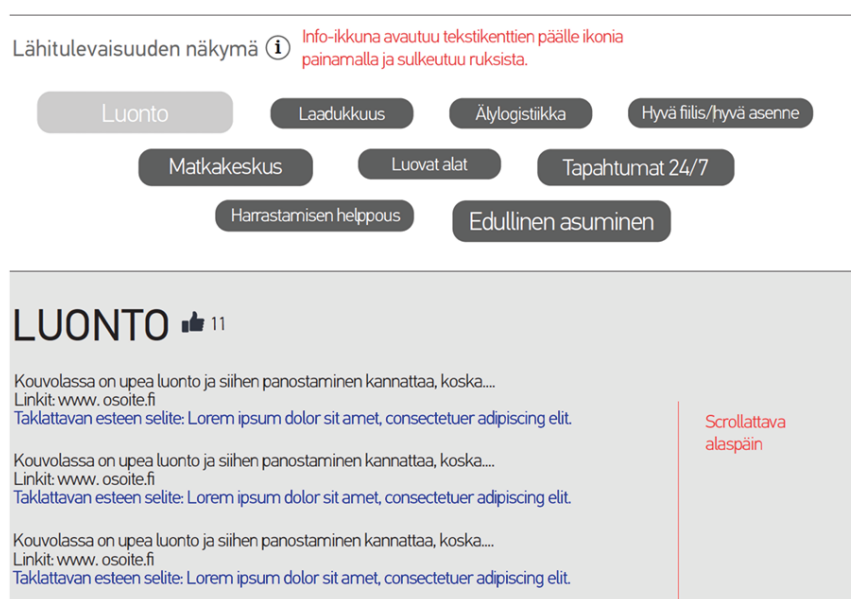 Lähitulevaisuuden näkymä i
Info-ikkuna avautuu tekstikenttien päälle ikonia
painamalla ja sulkeutuu ruksista.
Luonto
Laadukkuus
Älylogistiikka
Hyvä fiilis/hyvä asenne
Matkakeskus
Luovat alat
Tapahtumat 24/7
Harrastamisen helppous
Edullinen asuminen
LUONTO 11
Kouvolassa on upea luonto ja siihen panostaminen kannattaa, koska....
Linkit: www. osoite.fi
Taklattavan esteen selite: Lorem ipsum dolor sit amet, consectetuer adipiscing elit.
Scrollattava
alaspäin
Kouvolassa on upea luonto ja siihen panostaminen kannattaa, koska....
Linkit: www. osoite.fi
Taklattavan esteen selite: Lorem ipsum dolor sit amet, consectetuer adipiscing elit.
Kouvolassa on upea luonto ja siihen panostaminen kannattaa, koska....
Linkit: www. osoite.fi
Taklattavan esteen selite: Lorem ipsum dolor sit amet, consectetuer adipiscing elit.